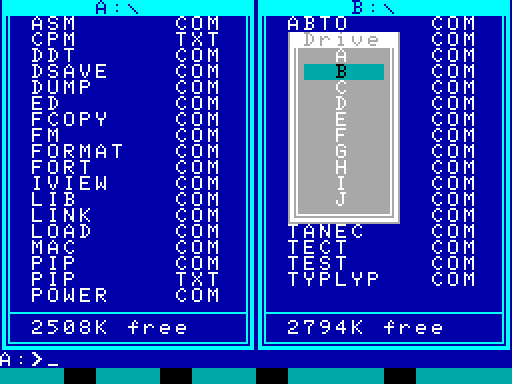 A:\
ASM COM
CPM TXT
DDT COM
DSAVE COM
DUMP COM
ED COM
FCOPY COM
FM COM
FORMAT COM
FORT COM
IVIEW COM
LIB COM
LINK COM
LOAD COM
MAC COM
PIP COM
PIP TXT
POWER COM
2508K free
B:\
ABTO COM
Drive
A
B
C
D
E
F
G
H
I
J
COM
COM
COM
COM
COM
COM
COM
COM
COM
COM
COM
COM
TANEC COM
TECT COM
TEST COM
TYPLYP COM
2794K free
A:>_